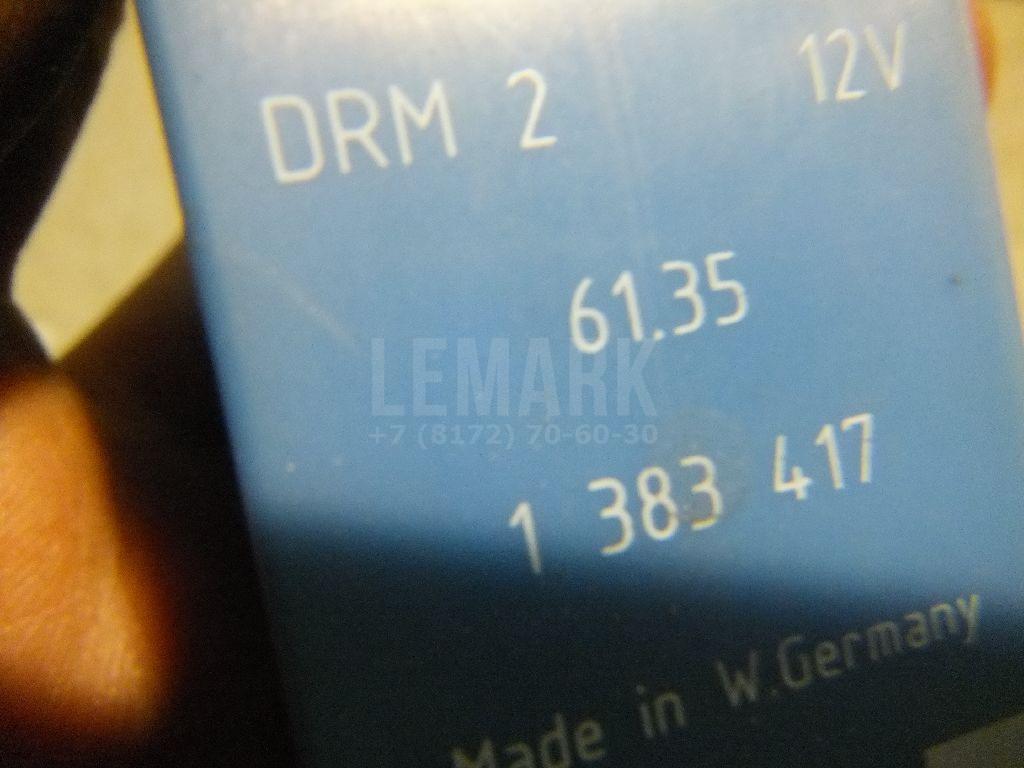 DRM 2 12V
61.35
LEMARK
+7 (8172) 70-60-30
1 383 417
Made in W.Germany